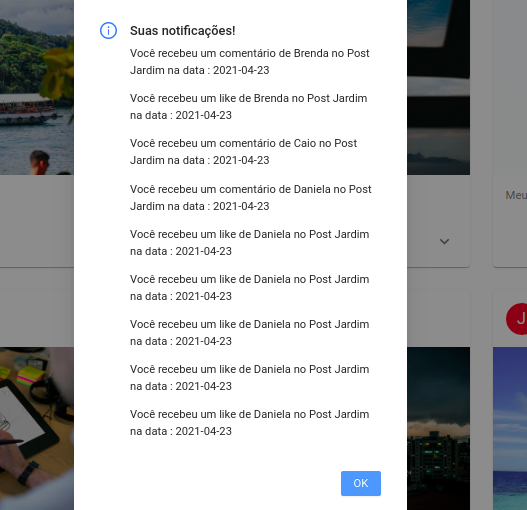 Suas notificações!
Você recebeu um comentário de Brenda no Post
Jardim na data : 2021-04-23
Você recebeu um like de Brenda no Post Jardim
na data : 2021-04-23
Você recebeu um comentário de Caio no Post
Jardim na data : 2021-04-23
Você recebeu um comentário de Daniela no Post
Jardim na data : 2021-04-23
Você recebeu um like de Daniela no Post Jardim
na data : 2021-04-23
Você recebeu um like de Daniela no Post Jardim
na data : 2021-04-23
Você recebeu um like de Daniela no Post Jardim
na data : 2021-04-23
Você recebeu um like de Daniela no Post Jardim
na data : 2021-04-23
Você recebeu um like de Daniela no Post Jardim
na data : 2021-04-23
OK
Meu
J